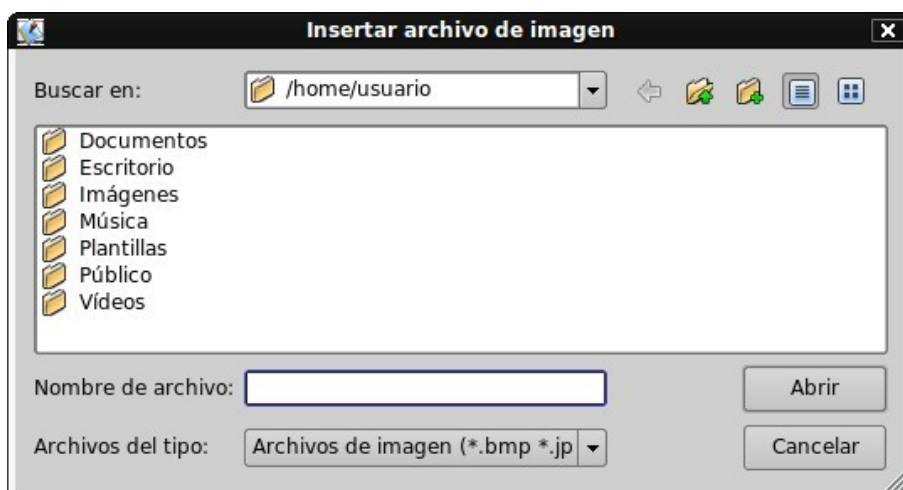 Insertar archivo de imagen
Buscar en: /home/usuario
Documentos
Escritorio
Imágenes
Música
Plantillas
Público
Vídeos
Nombre de archivo: Abrir
Archivos del tipo: Archivos de imagen (*.bmp *.jp Cancelar